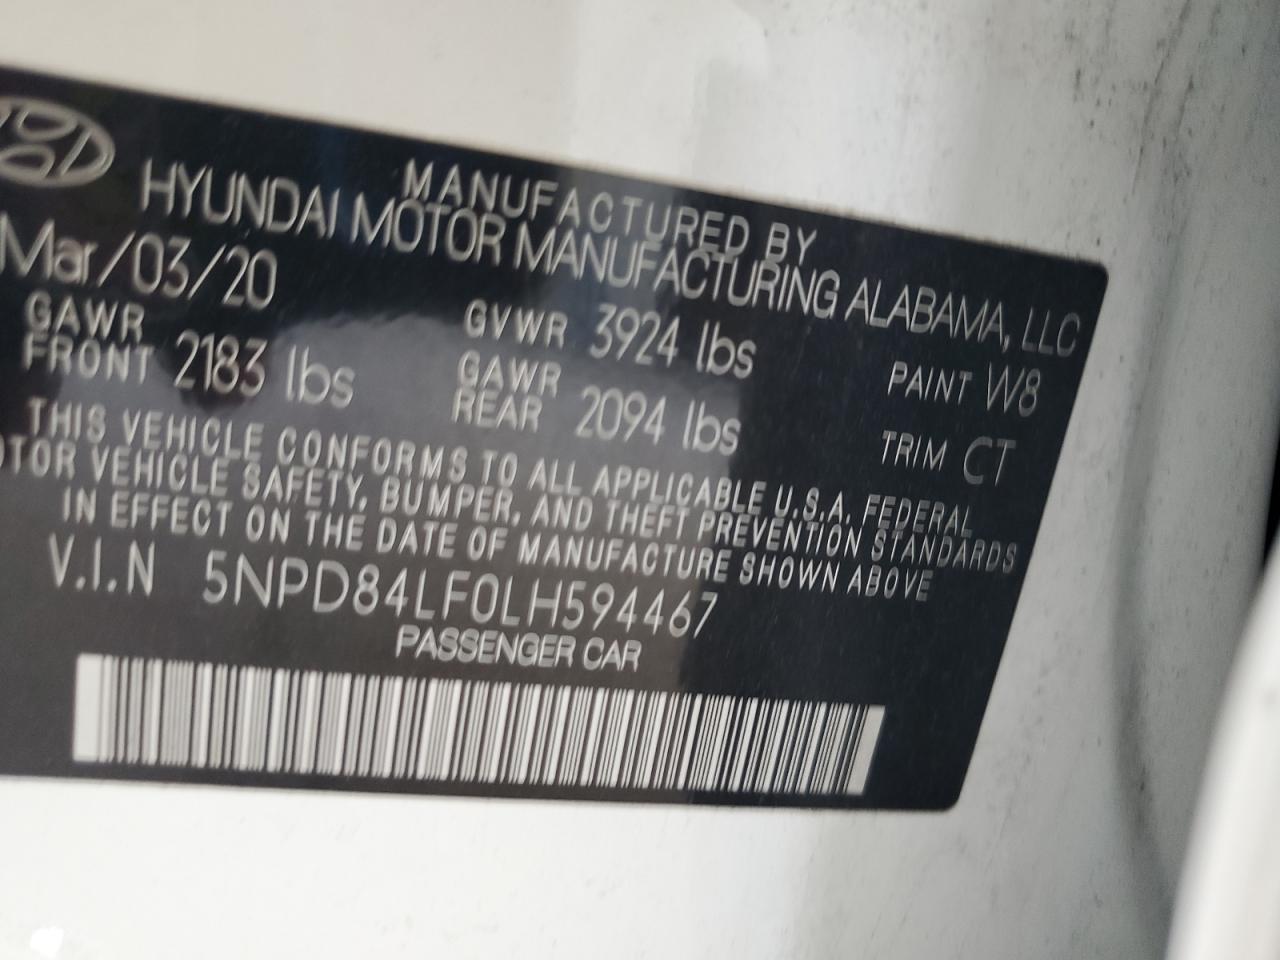 MANUFACTURED BY
HYUNDAI MOTOR MANUFACTURING ALABAMA, LLC
Mar/03/20
GAWR FRONT 2183 lbs
GVWR 3924 lbs
GAWR REAR 2094 lbs
PAINT W8
TRIM CT
THIS VEHICLE CONFORMS TO ALL APPLICABLE U.S.A. FEDERAL
OTOR VEHICLE SAFETY, BUMPER, AND THEFT PREVENTION STANDARDS
IN EFFECT ON THE DATE OF MANUFACTURE SHOWN ABOVE
V.I.N 5NPD84LF0LH594467
PASSENGER CAR